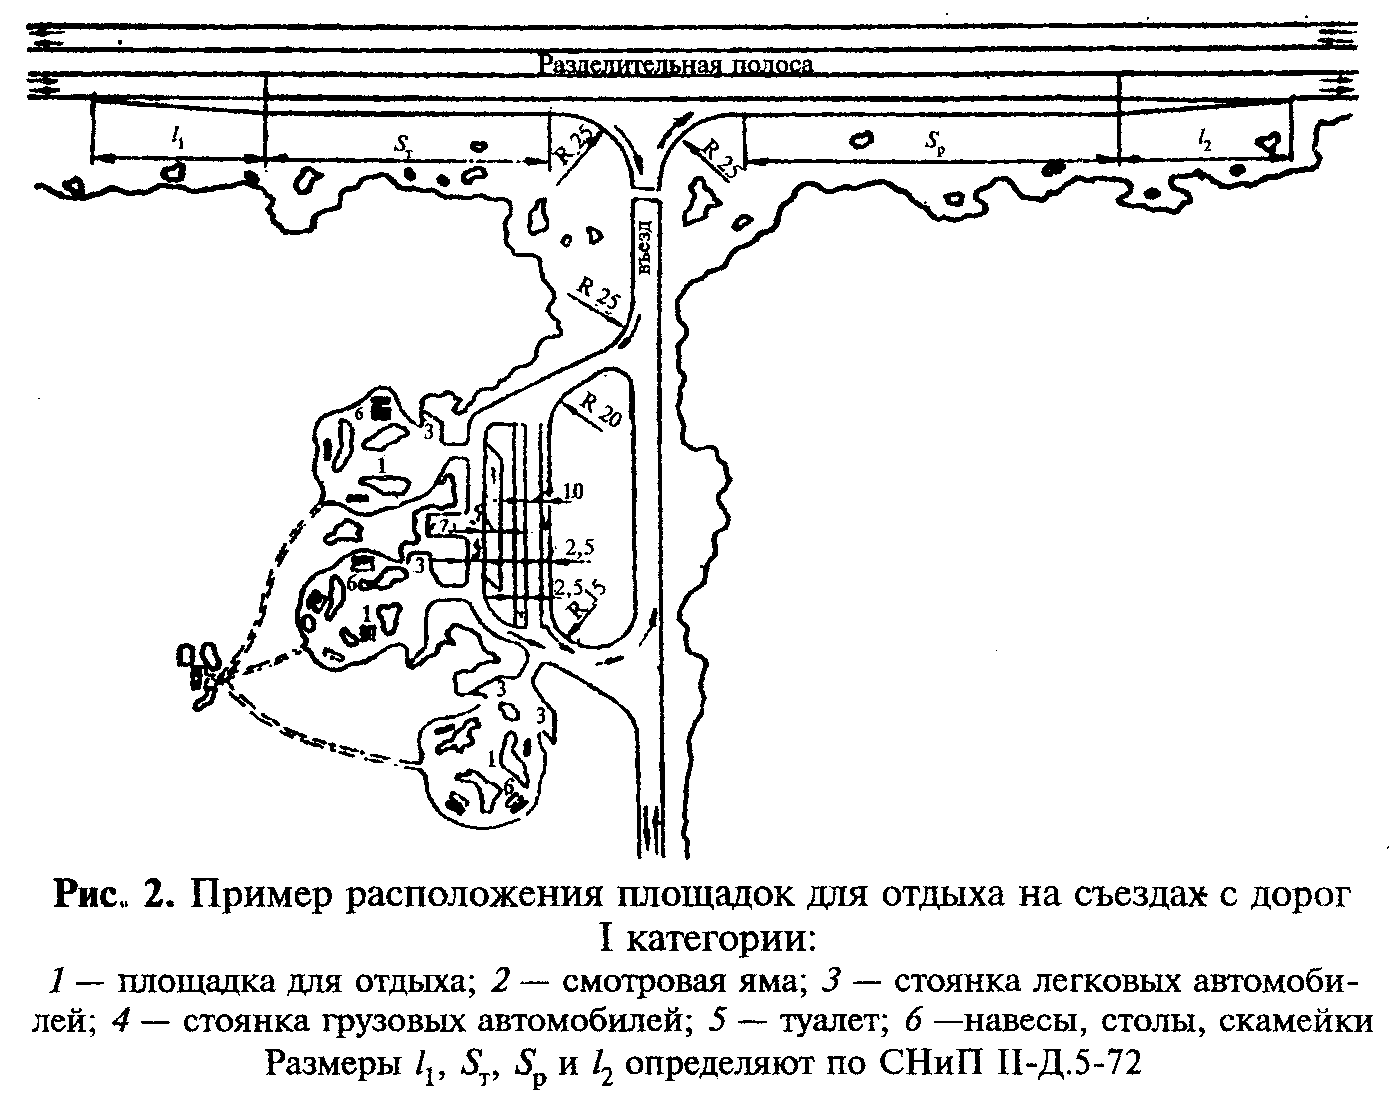 Разделительная полоса
l₁ Sт R 25 R 25 Sр l₂
въезд
R 25
R 20
6
3
1
10
7
2,5
3
6
2,5
1
R 15
3
3
1
6
Рис. 2. Пример расположения площадок для отдыха на съездах с дорог
I категории:
1 — площадка для отдыха; 2 — смотровая яма; 3 — стоянка легковых автомоби-
лей; 4 — стоянка грузовых автомобилей; 5 — туалет; 6 —навесы, столы, скамейки
Размеры l₁, Sт, Sр и l₂ определяют по СНиП II-Д.5-72